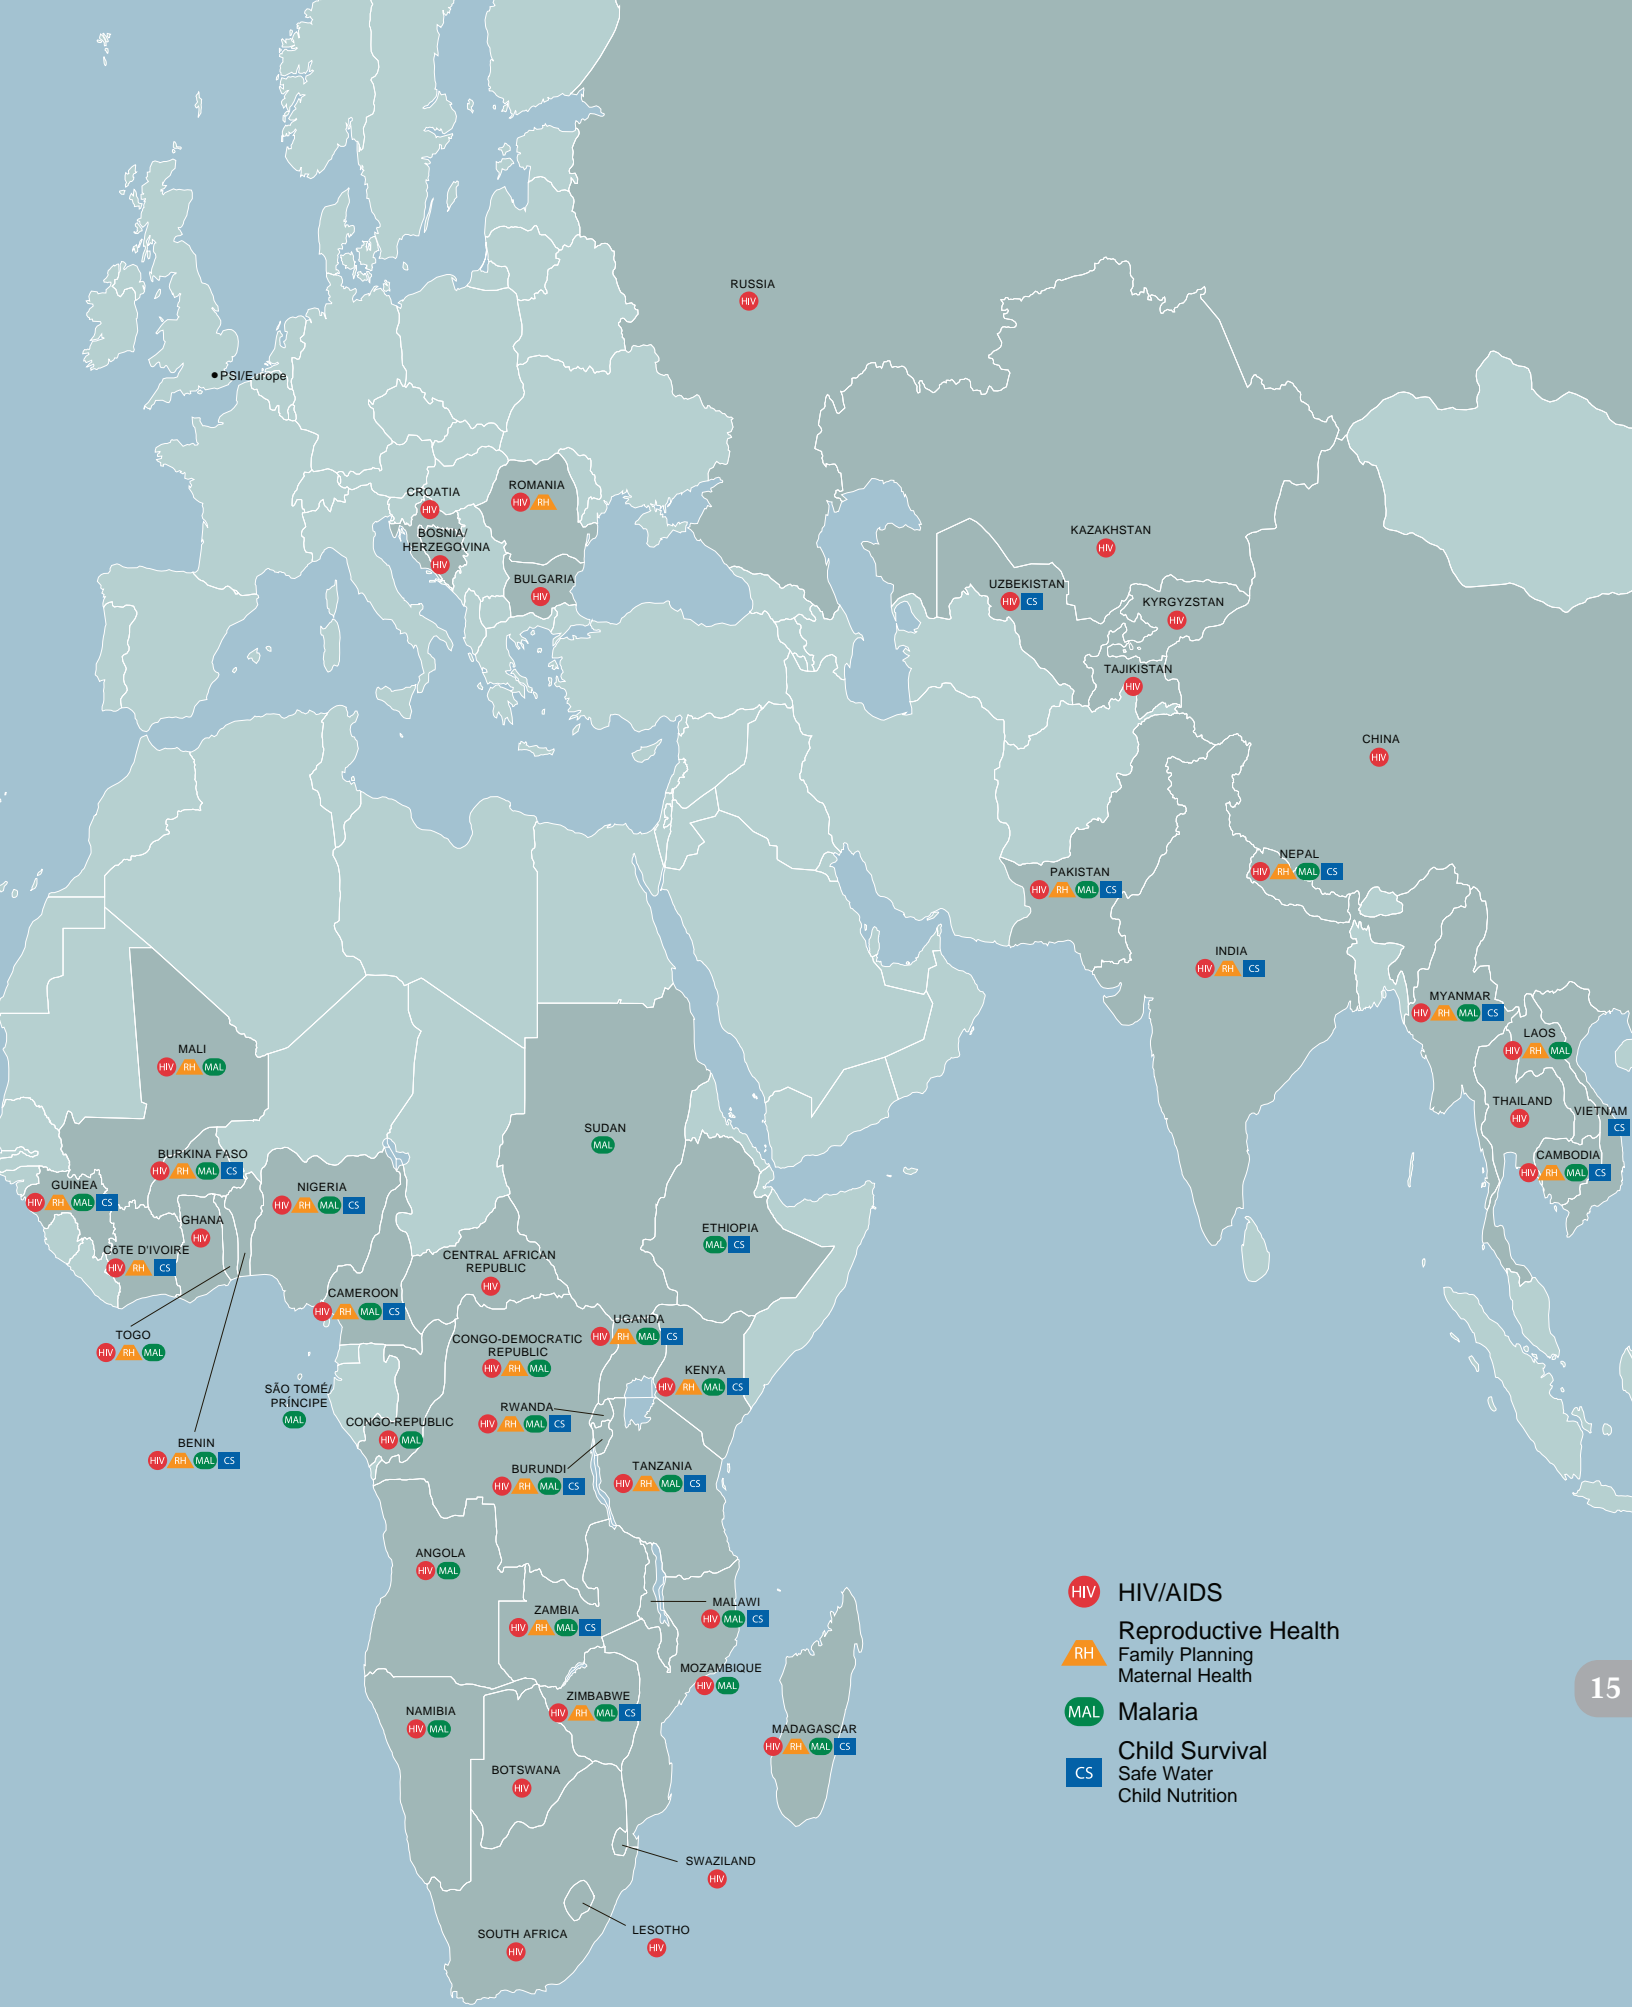 RUSSIA
HIV
PSI/Europe
CROATIA
HIV
ROMANIA
HIV RH
BOSNIA/
HERZEGOVINA
HIV
BULGARIA
HIV
KAZAKHSTAN
HIV
UZBEKISTAN
HIV CS
KYRGYZSTAN
HIV
TAJIKISTAN
HIV
CHINA
HIV
NEPAL
HIV RH MAL CS
PAKISTAN
HIV RH MAL CS
INDIA
HIV RH CS
MYANMAR
HIV RH MAL CS
LAOS
HIV RH MAL
THAILAND
HIV
VIETNAM
CS
CAMBODIA
HIV RH MAL CS
MALI
HIV RH MAL
SUDAN
MAL
BURKINA FASO
HIV RH MAL CS
GUINEA
HIV RH MAL CS
NIGERIA
HIV RH MAL CS
GHANA
HIV
CôTE D'IVOIRE
HIV RH CS
ETHIOPIA
MAL CS
CENTRAL AFRICAN
REPUBLIC
HIV
CAMEROON
HIV RH MAL CS
TOGO
HIV RH MAL
UGANDA
HIV RH MAL CS
CONGO-DEMOCRATIC
REPUBLIC
HIV RH MAL
KENYA
HIV RH MAL CS
SÃO TOMÉ/
PRÍNCIPE
MAL
RWANDA
HIV RH MAL CS
CONGO-REPUBLIC
HIV MAL
BENIN
HIV RH MAL CS
BURUNDI
HIV RH MAL CS
TANZANIA
HIV RH MAL CS
ANGOLA
HIV MAL
ZAMBIA
HIV RH MAL CS
MALAWI
HIV MAL CS
MOZAMBIQUE
HIV MAL
ZIMBABWE
HIV RH MAL CS
NAMIBIA
HIV MAL
MADAGASCAR
HIV RH MAL CS
BOTSWANA
HIV
SWAZILAND
HIV
LESOTHO
HIV
SOUTH AFRICA
HIV
HIV HIV/AIDS
Reproductive Health
RH Family Planning
Maternal Health
MAL Malaria
Child Survival
CS Safe Water
Child Nutrition
15